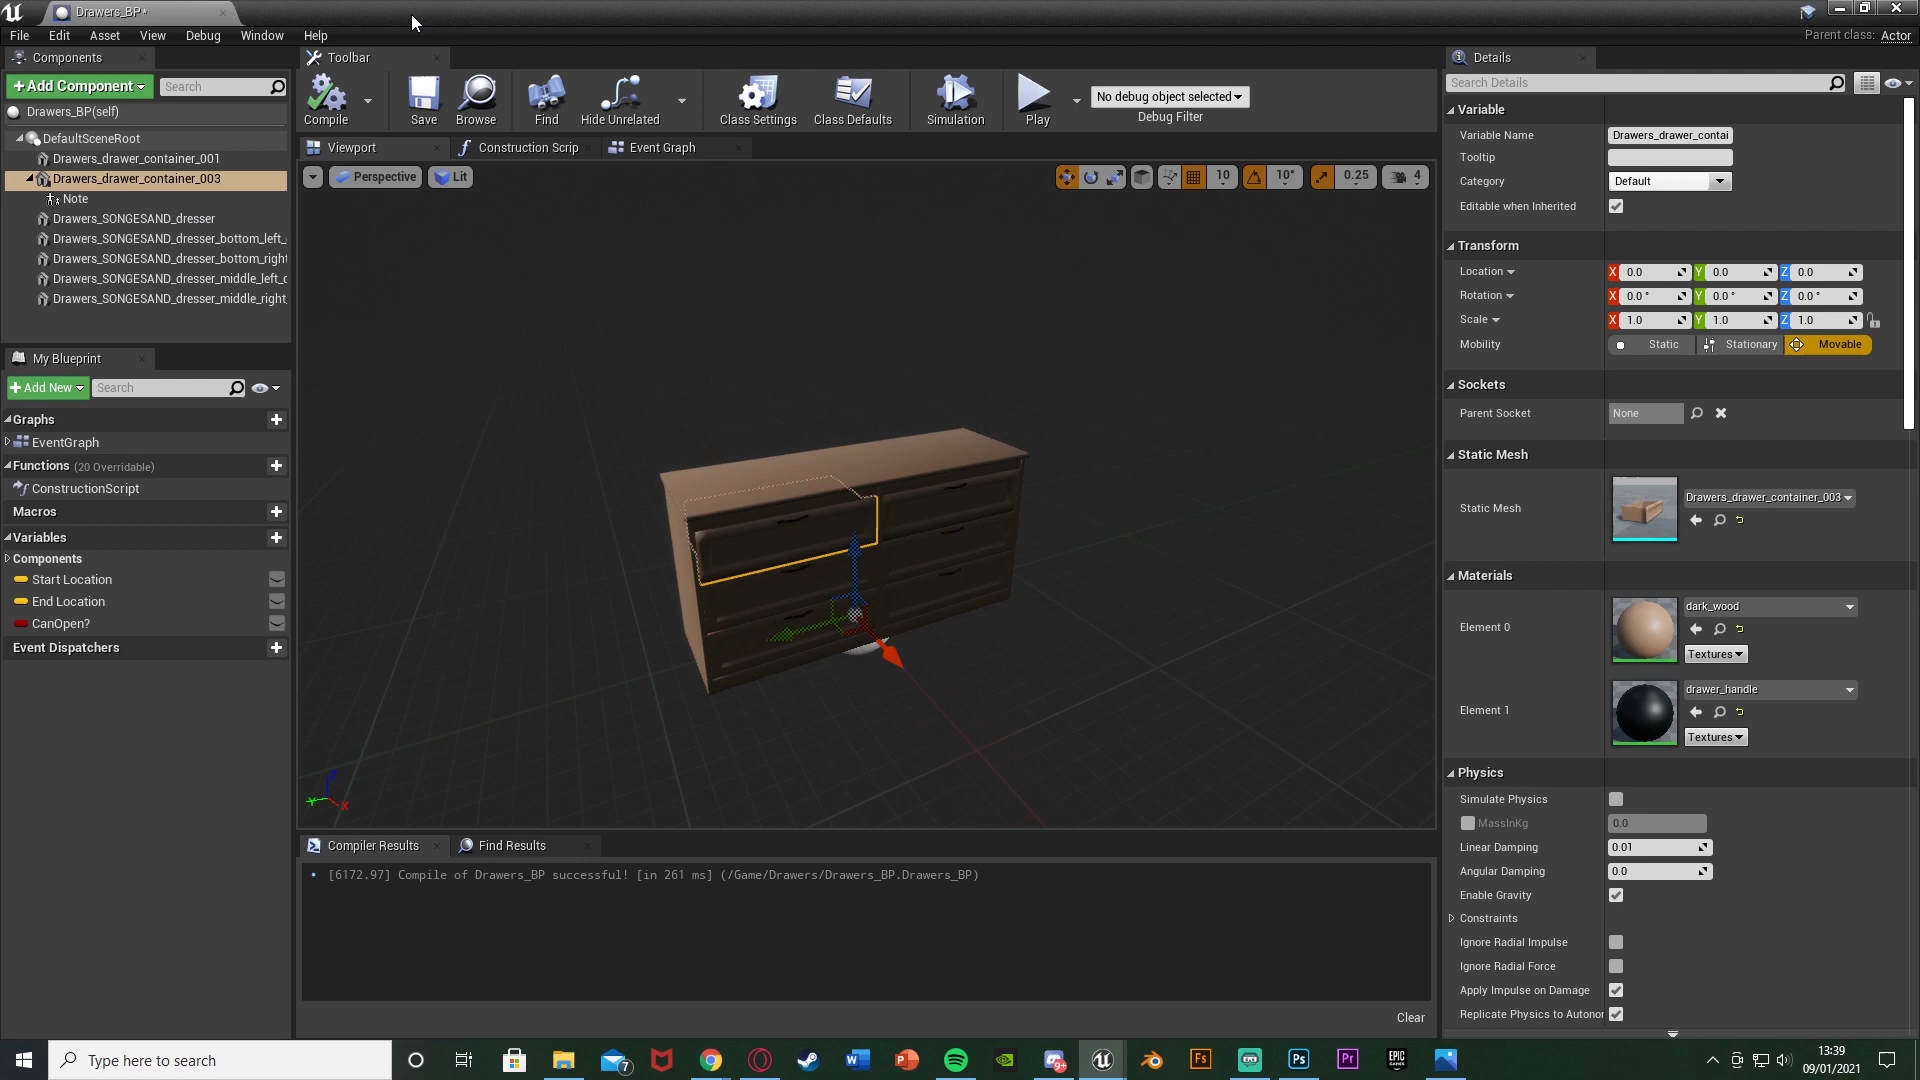 Drawers_BP*
File Edit Asset View Debug Window Help
Parent class: Actor
Components
+Add Component
Search
Drawers_BP(self)
DefaultSceneRoot
Drawers_drawer_container_001
Drawers_drawer_container_003
Note
Drawers_SONGESAND_dresser
Drawers_SONGESAND_dresser_bottom_left_
Drawers_SONGESAND_dresser_bottom_right
Drawers_SONGESAND_dresser_middle_left_
Drawers_SONGESAND_dresser_middle_right_
My Blueprint
+Add New
Search
Graphs
EventGraph
Functions (20 Overridable)
ConstructionScript
Macros
Variables
Components
Start Location
End Location
CanOpen?
Event Dispatchers
Toolbar
Compile
Save
Browse
Find
Hide Unrelated
Class Settings
Class Defaults
Simulation
Play
No debug object selected
Debug Filter
Viewport
Construction Scrip
Event Graph
Perspective
Lit
10
10°
0.25
4
Z
Y
X
Compiler Results
Find Results
• [6172.97] Compile of Drawers_BP successful! [in 261 ms] (/Game/Drawers/Drawers_BP.Drawers_BP)
Clear
Details
Search Details
Variable
Variable Name Drawers_drawer_contai
Tooltip
Category Default
Editable when Inherited
Transform
Location X 0.0 Y 0.0 Z 0.0
Rotation X 0.0 ° Y 0.0 ° Z 0.0 °
Scale X 1.0 Y 1.0 Z 1.0
Mobility Static Stationary Movable
Sockets
Parent Socket None
Static Mesh
Static Mesh Drawers_drawer_container_003
Materials
Element 0 dark_wood
Textures
Element 1 drawer_handle
Textures
Physics
Simulate Physics
MassInKg 0.0
Linear Damping 0.01
Angular Damping 0.0
Enable Gravity
Constraints
Ignore Radial Impulse
Ignore Radial Force
Apply Impulse on Damage
Replicate Physics to Autonor
Type here to search
7
W
P
9+
Fs
Ps
Pr
EPIC GAMES
13:39
09/01/2021